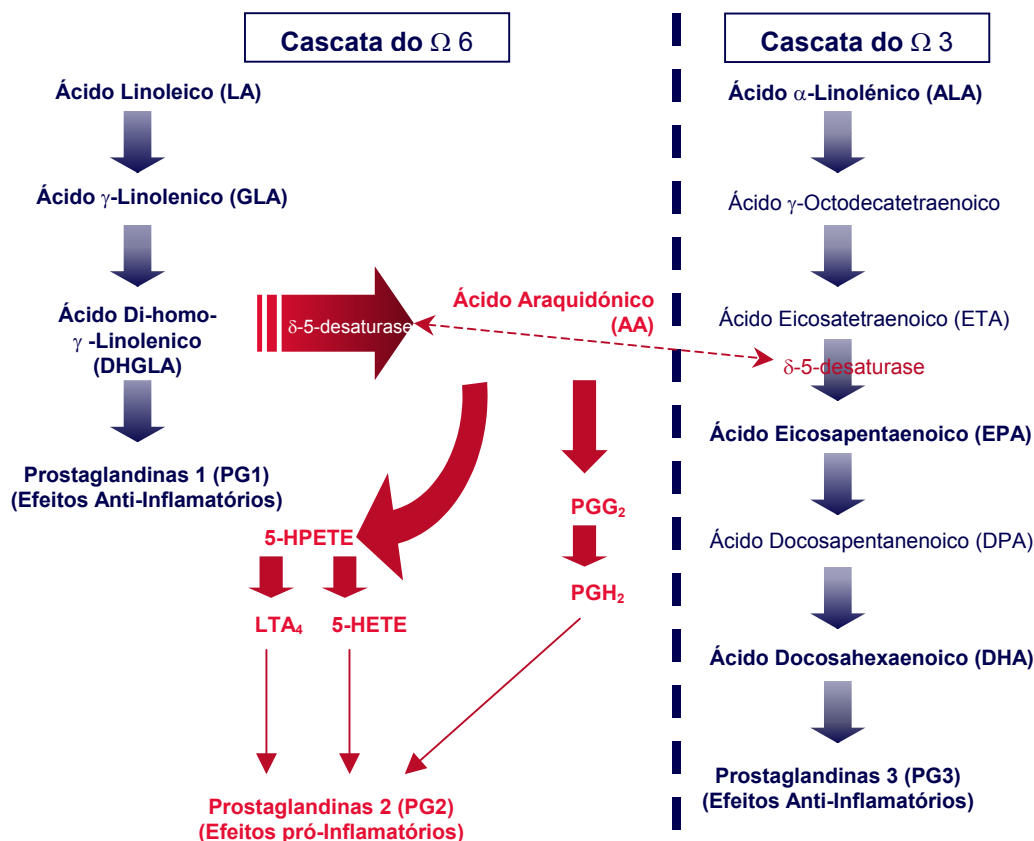 Cascata do Ω 6
Ácido Linoleico (LA)
Ácido γ-Linolenico (GLA)
Ácido Di-homo-
γ -Linolenico
(DHGLA)
δ-5-desaturase
Ácido Araquidónico
(AA)
Prostaglandinas 1 (PG1)
(Efeitos Anti-Inflamatórios)
5-HPETE
PGG₂
PGH₂
LTA₄
5-HETE
Prostaglandinas 2 (PG2)
(Efeitos pró-Inflamatórios)
Cascata do Ω 3
Ácido α-Linolénico (ALA)
Ácido γ-Octodecatetraenoico
Ácido Eicosatetraenoico (ETA)
δ-5-desaturase
Ácido Eicosapentaenoico (EPA)
Ácido Docosapentanenoico (DPA)
Ácido Docosahexaenoico (DHA)
Prostaglandinas 3 (PG3)
(Efeitos Anti-Inflamatórios)